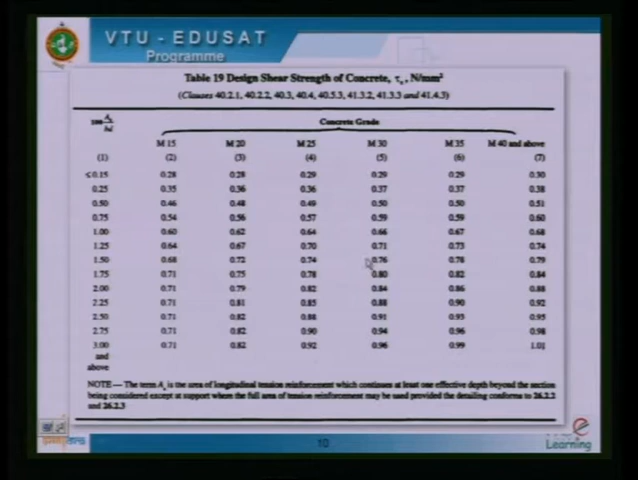 VTU - EDUSAT
Programme
Table 19 Design Shear Strength of Concrete, τc, N/mm²
(Clauses 40.2.1, 40.2.2, 40.3, 40.4, 40.5.3, 41.3.2, 41.3.3 and 41.4.3)
100 As/bd Concrete Grade
M 15 M 20 M 25 M 30 M 35 M 40 and above
(1) (2) (3) (4) (5) (6) (7)
≤0.15 0.28 0.28 0.29 0.29 0.29 0.30
0.25 0.35 0.36 0.36 0.37 0.37 0.38
0.50 0.46 0.48 0.49 0.50 0.50 0.51
0.75 0.54 0.56 0.57 0.59 0.59 0.60
1.00 0.60 0.62 0.64 0.66 0.67 0.68
1.25 0.64 0.67 0.70 0.71 0.73 0.74
1.50 0.68 0.72 0.74 0.76 0.78 0.79
1.75 0.71 0.75 0.78 0.80 0.82 0.84
2.00 0.71 0.79 0.82 0.84 0.86 0.88
2.25 0.71 0.81 0.85 0.88 0.90 0.92
2.50 0.71 0.82 0.88 0.91 0.93 0.95
2.75 0.71 0.82 0.90 0.94 0.96 0.98
3.00 0.71 0.82 0.92 0.96 0.99 1.01
and
above
NOTE — The term As is the area of longitudinal tension reinforcement which continues at least one effective depth beyond the section
being considered except at support where the full area of tension reinforcement may be used provided the detailing conforms to 26.2.2
and 26.2.3
10
e
Learning